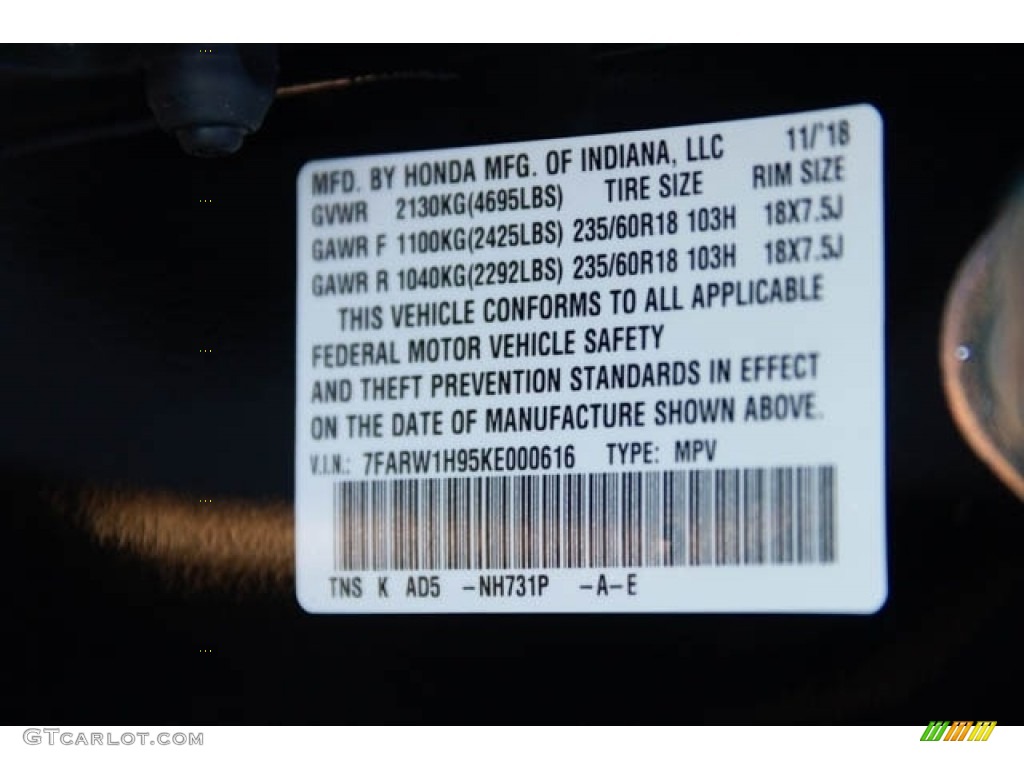 MFD. BY HONDA MFG. OF INDIANA, LLC 11/'18
GVWR 2130KG(4695LBS) TIRE SIZE RIM SIZE
GAWR F 1100KG(2425LBS) 235/60R18 103H 18X7.5J
GAWR R 1040KG(2292LBS) 235/60R18 103H 18X7.5J
THIS VEHICLE CONFORMS TO ALL APPLICABLE
FEDERAL MOTOR VEHICLE SAFETY
AND THEFT PREVENTION STANDARDS IN EFFECT
ON THE DATE OF MANUFACTURE SHOWN ABOVE.
V.I.N.: 7FARW1H95KE000616 TYPE: MPV
TNS K AD5 -NH731P -A-E
GTCARLOT.COM